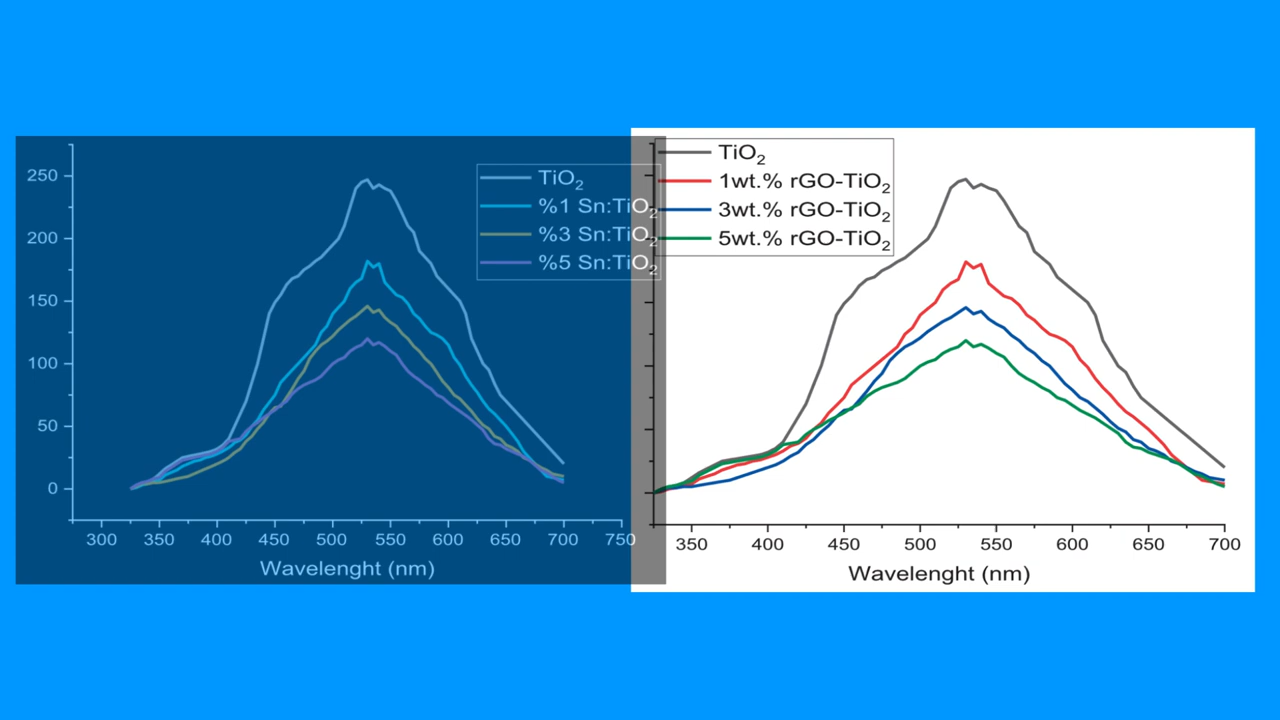 250
200
150
100
50
0
300 350 400 450 500 550 600 650 700 750
Wavelenght (nm)
TiO₂
%1 Sn:TiO₂
%3 Sn:TiO₂
%5 Sn:TiO₂
TiO₂
1wt.% rGO-TiO₂
3wt.% rGO-TiO₂
5wt.% rGO-TiO₂
350 400 450 500 550 600 650 700
Wavelenght (nm)